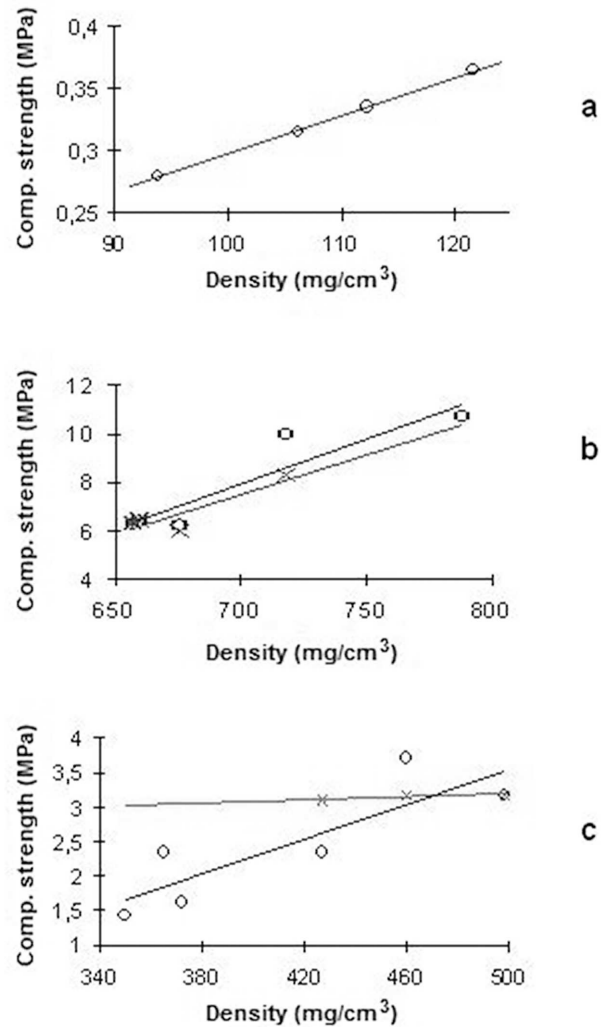 Comp. strength (MPa)
0,4
0,35
0,3
0,25
90 100 110 120
Density (mg/cm³)
a
Comp. strength (MPa)
12
10
8
6
4
650 700 750 800
Density (mg/cm³)
b
Comp. strength (MPa)
4
3,5
3
2,5
2
1,5
1
340 380 420 460 500
Density (mg/cm³)
c